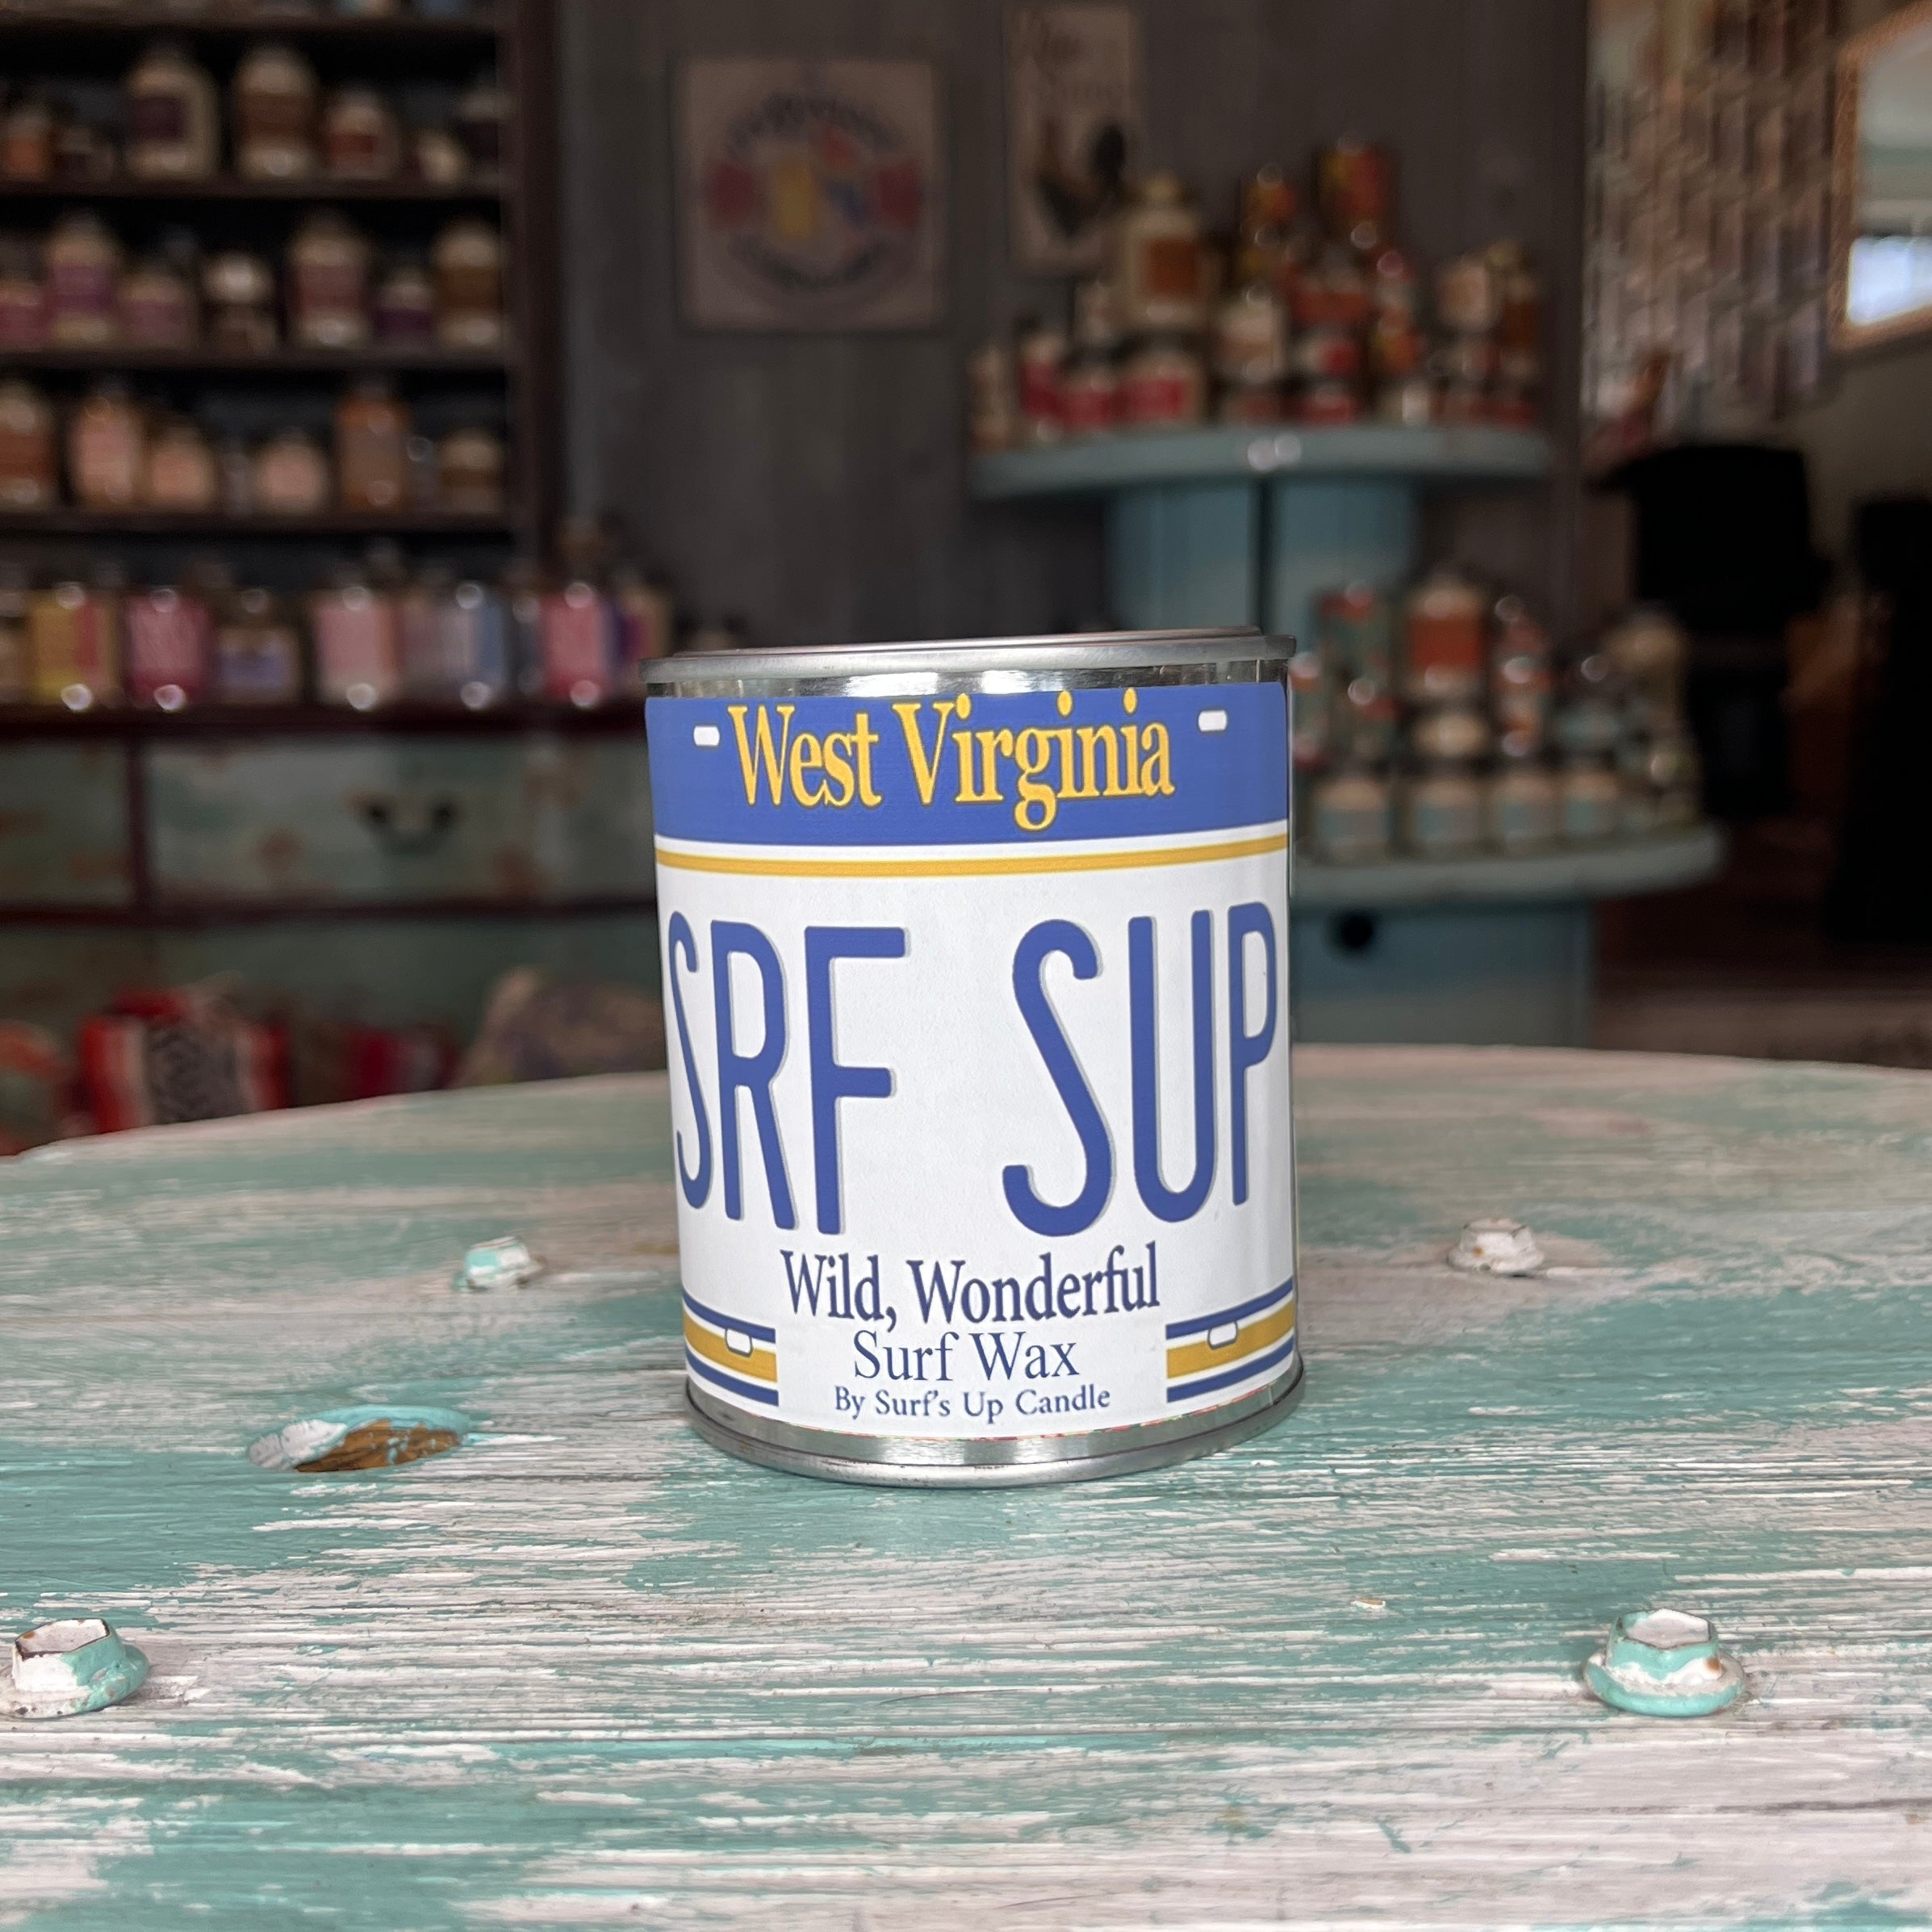 West Virginia
SRF SUP
Wild, Wonderful
Surf Wax
By Surf's Up Candle